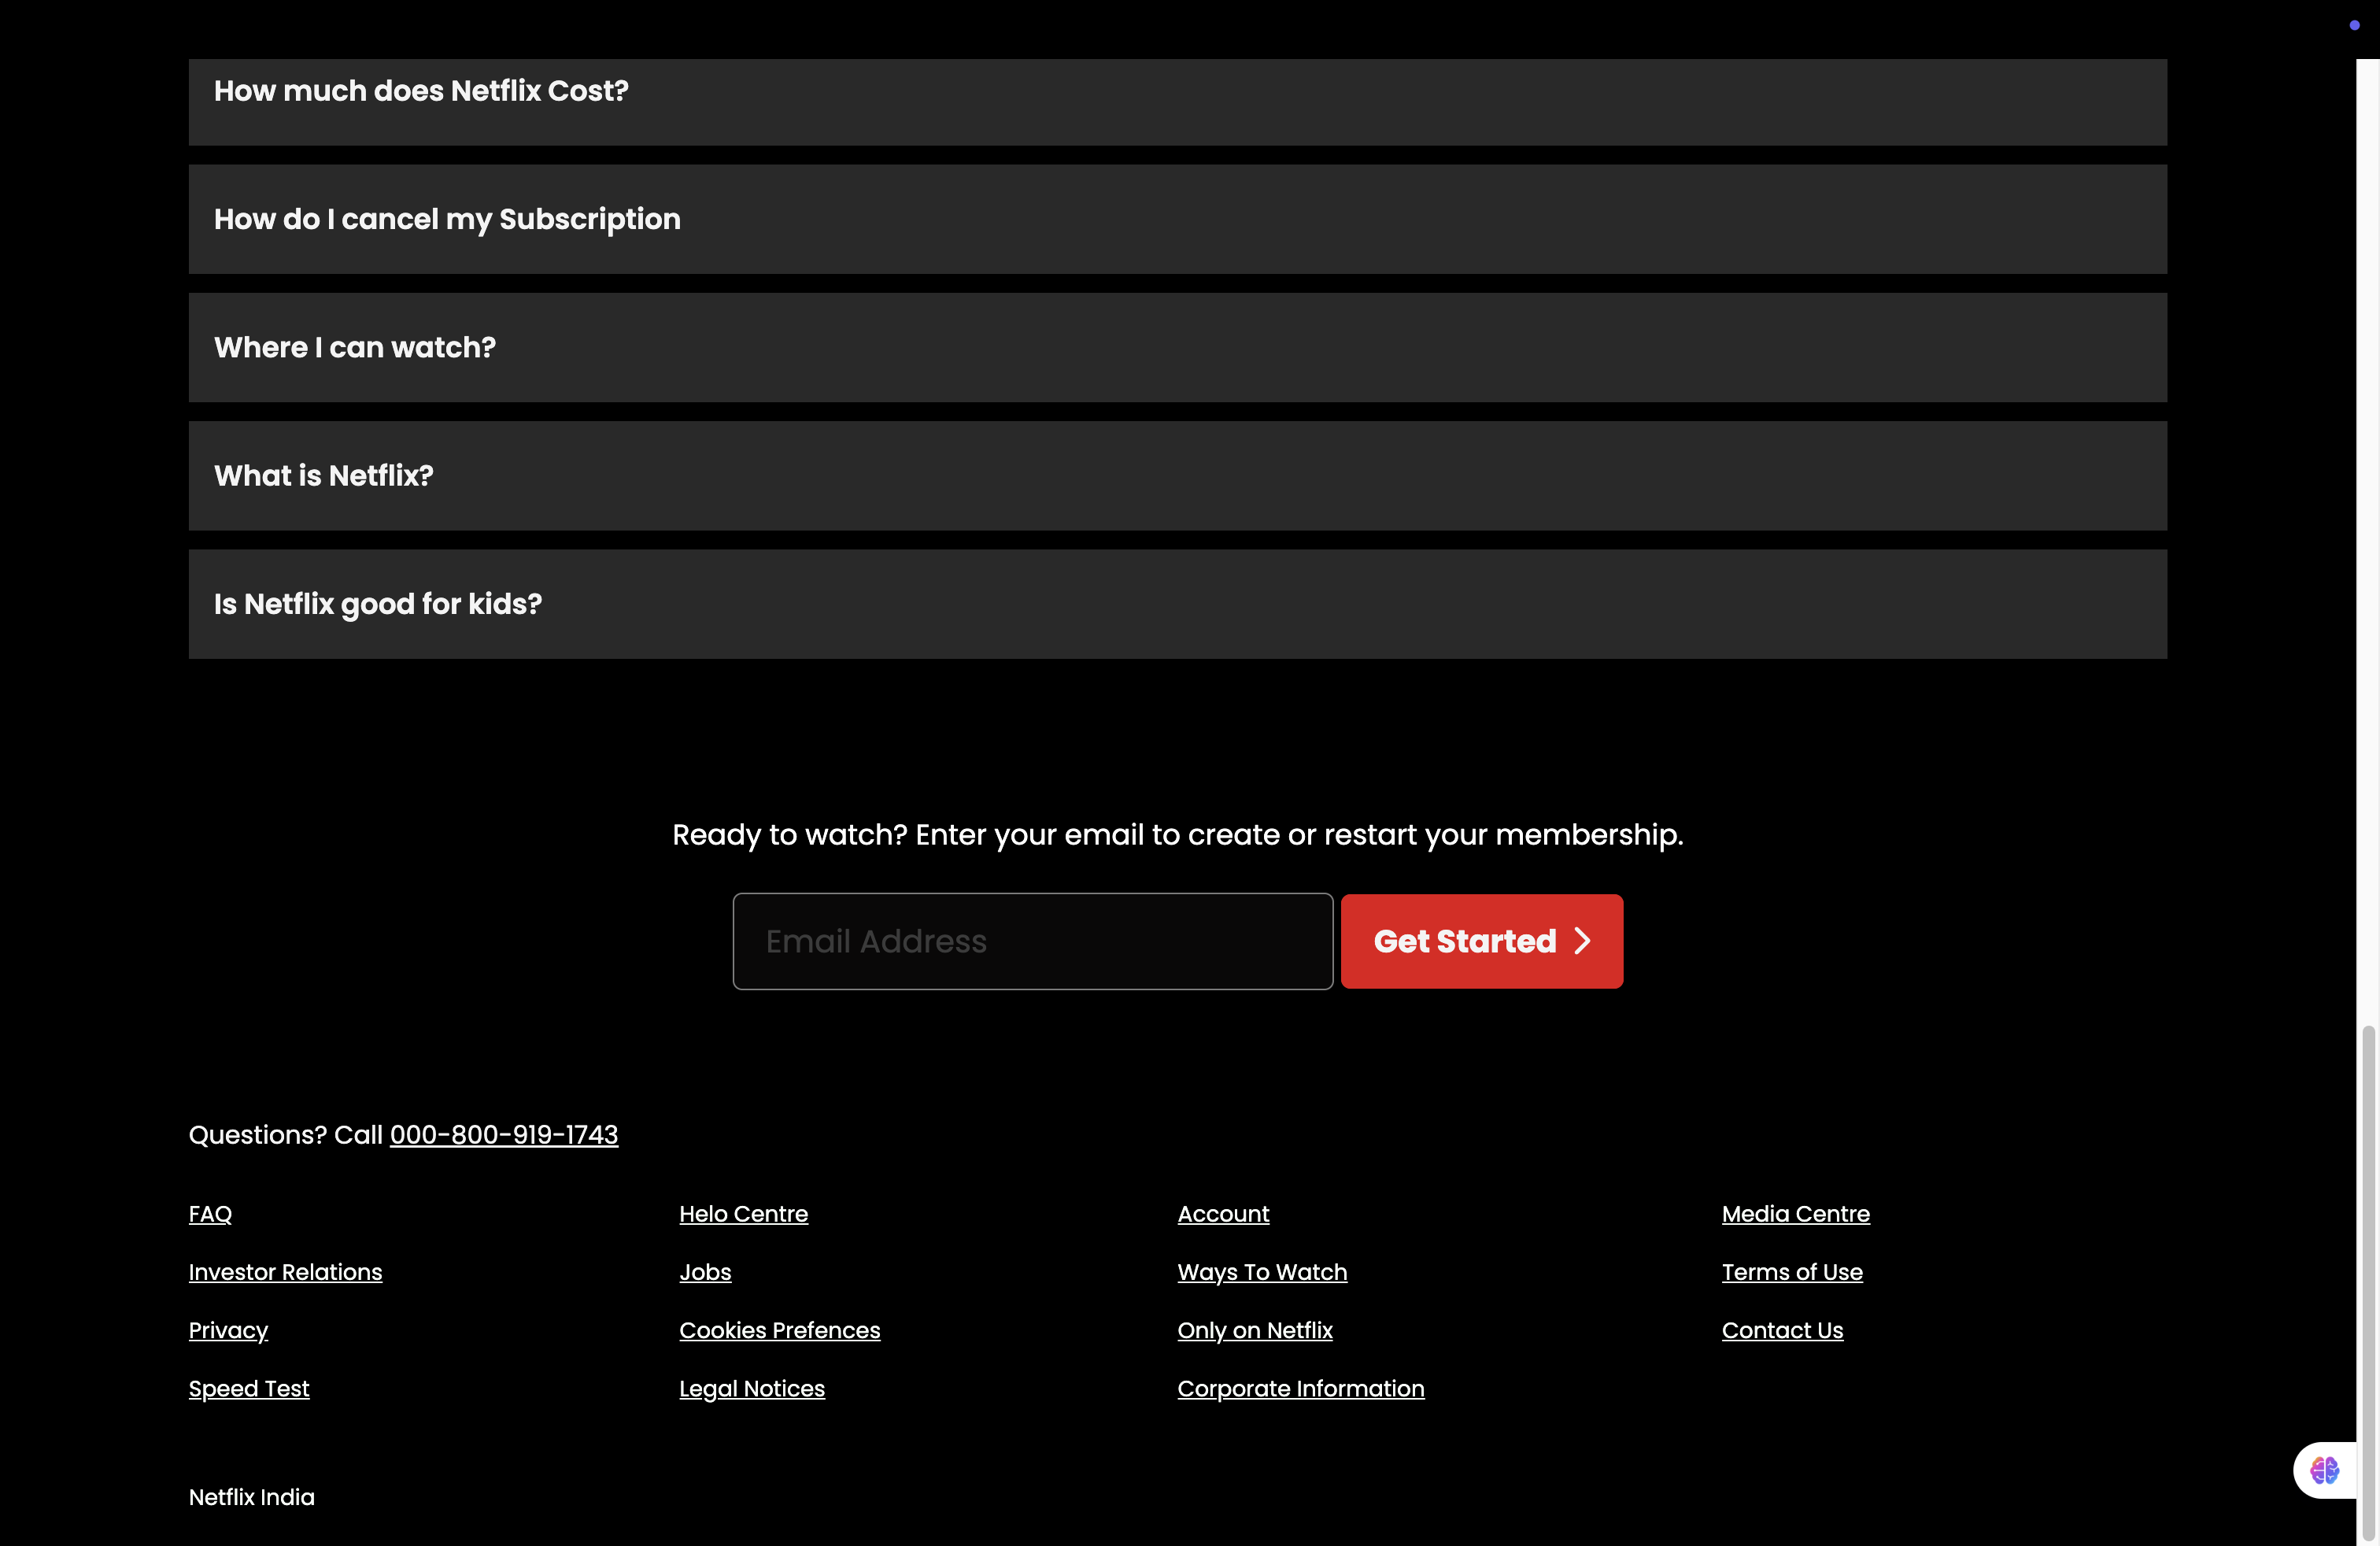 How much does Netflix Cost?
How do I cancel my Subscription
Where I can watch?
What is Netflix?
Is Netflix good for kids?
Ready to watch? Enter your email to create or restart your membership.
Email Address
Get Started
Questions? Call 000-800-919-1743
FAQ
Helo Centre
Account
Media Centre
Investor Relations
Jobs
Ways To Watch
Terms of Use
Privacy
Cookies Prefences
Only on Netflix
Contact Us
Speed Test
Legal Notices
Corporate Information
Netflix India